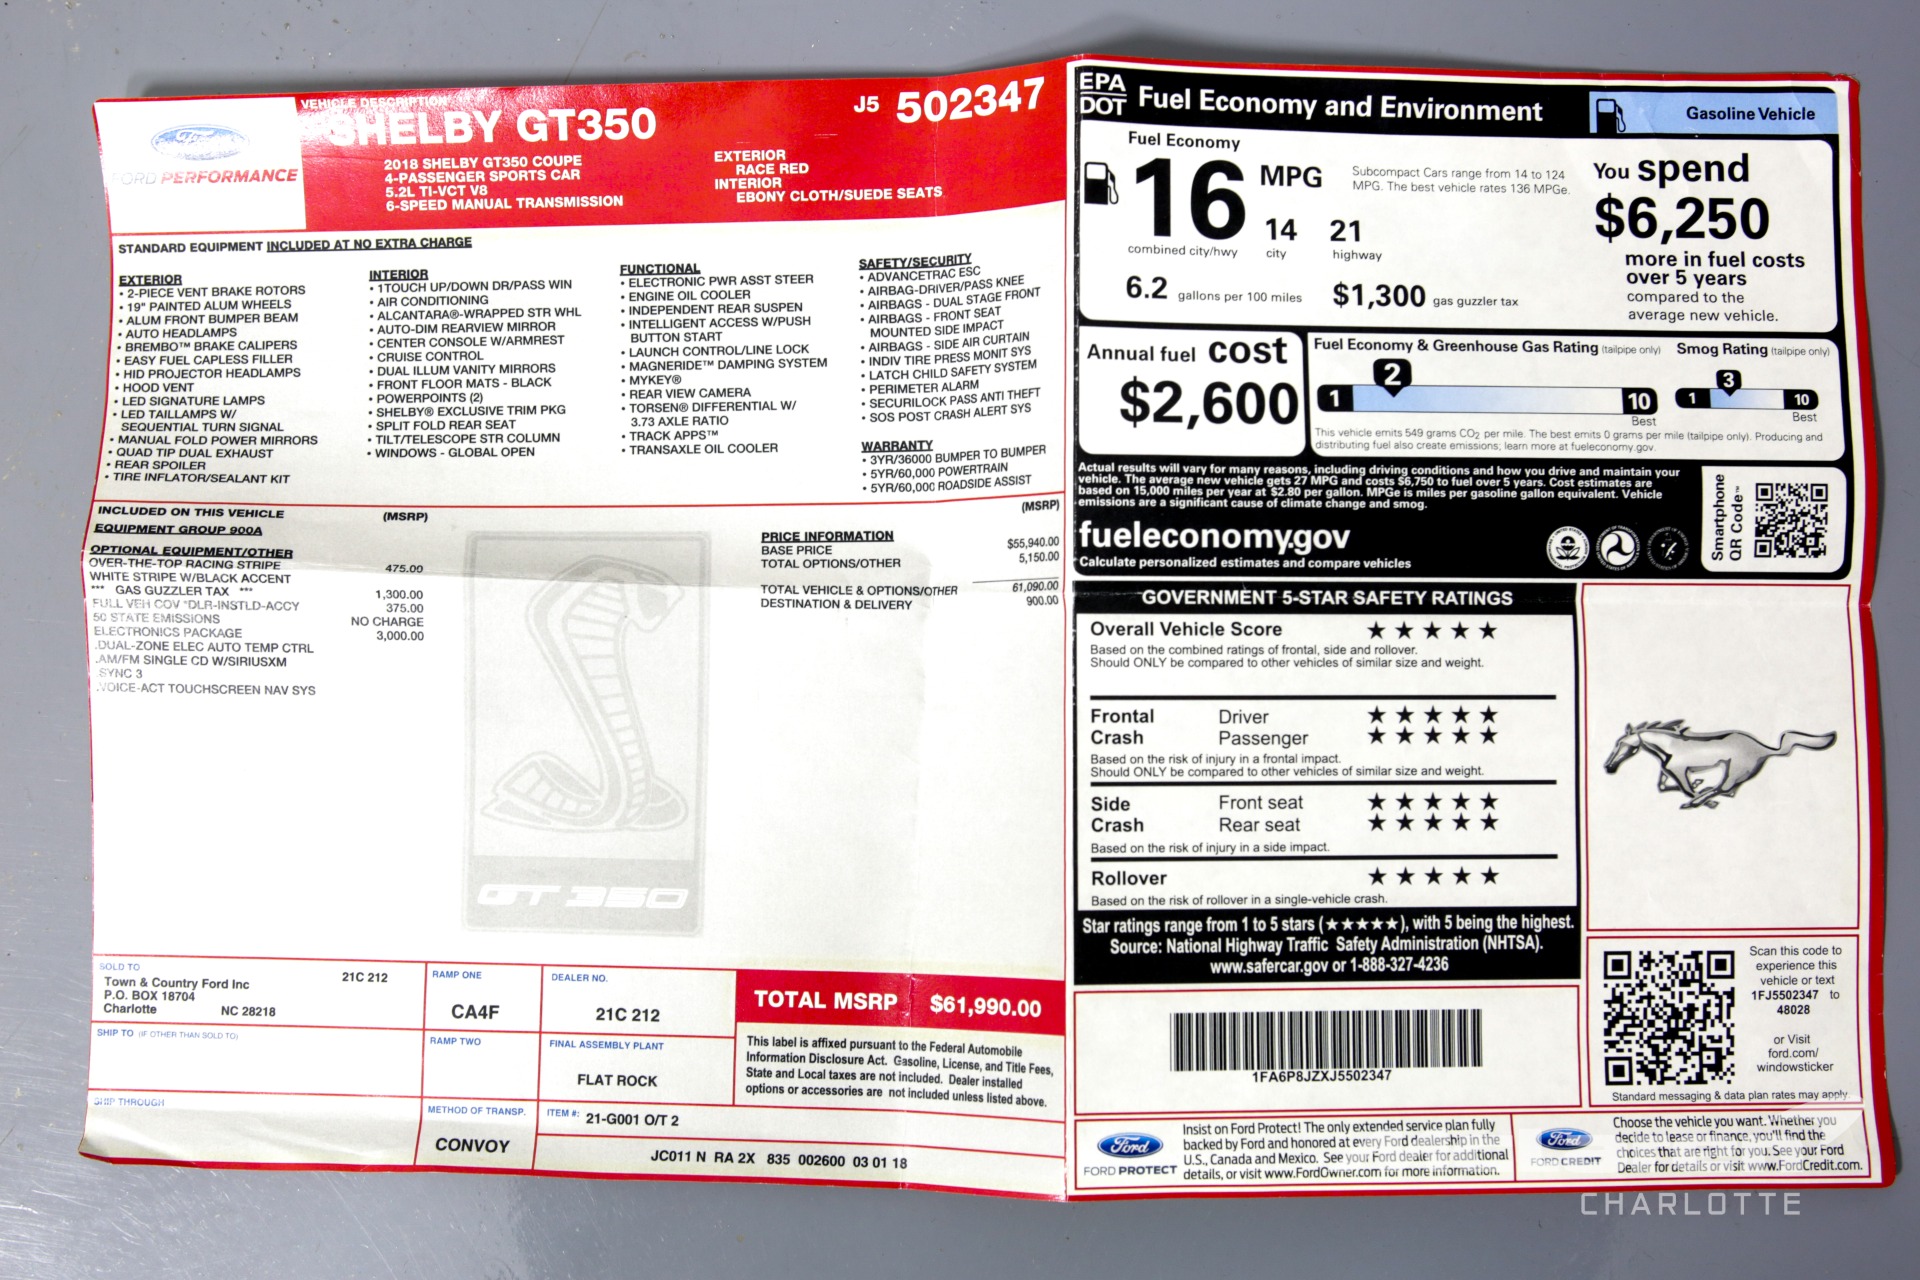 VEHICLE DESCRIPTION
SHELBY GT350
J5 502347
Ford
FORD PERFORMANCE
2018 SHELBY GT350 COUPE
4-PASSENGER SPORTS CAR
5.2L TI-VCT V8
6-SPEED MANUAL TRANSMISSION
EXTERIOR
RACE RED
INTERIOR
EBONY CLOTH/SUEDE SEATS
STANDARD EQUIPMENT INCLUDED AT NO EXTRA CHARGE
EXTERIOR
• 2-PIECE VENT BRAKE ROTORS
• 19" PAINTED ALUM WHEELS
• ALUM FRONT BUMPER BEAM
• AUTO HEADLAMPS
• BREMBO™ BRAKE CALIPERS
• EASY FUEL CAPLESS FILLER
• HID PROJECTOR HEADLAMPS
• HOOD VENT
• LED SIGNATURE LAMPS
• LED TAILLAMPS W/
SEQUENTIAL TURN SIGNAL
• MANUAL FOLD POWER MIRRORS
• QUAD TIP DUAL EXHAUST
• REAR SPOILER
• TIRE INFLATOR/SEALANT KIT
INTERIOR
• 1TOUCH UP/DOWN DR/PASS WIN
• AIR CONDITIONING
• ALCANTARA®-WRAPPED STR WHL
• AUTO-DIM REARVIEW MIRROR
• CENTER CONSOLE W/ARMREST
• CRUISE CONTROL
• DUAL ILLUM VANITY MIRRORS
• FRONT FLOOR MATS - BLACK
• POWERPOINTS (2)
• SHELBY® EXCLUSIVE TRIM PKG
• SPLIT FOLD REAR SEAT
• TILT/TELESCOPE STR COLUMN
• WINDOWS - GLOBAL OPEN
FUNCTIONAL
• ELECTRONIC PWR ASST STEER
• ENGINE OIL COOLER
• INDEPENDENT REAR SUSPEN
• INTELLIGENT ACCESS W/PUSH
BUTTON START
• LAUNCH CONTROL/LINE LOCK
• MAGNERIDE™ DAMPING SYSTEM
• MYKEY®
• REAR VIEW CAMERA
• TORSEN® DIFFERENTIAL W/
3.73 AXLE RATIO
• TRACK APPS™
• TRANSAXLE OIL COOLER
SAFETY/SECURITY
• ADVANCETRAC ESC
• AIRBAG-DRIVER/PASS KNEE
• AIRBAGS - DUAL STAGE FRONT
• AIRBAGS - FRONT SEAT
MOUNTED SIDE IMPACT
• AIRBAGS - SIDE AIR CURTAIN
• INDIV TIRE PRESS MONIT SYS
• LATCH CHILD SAFETY SYSTEM
• PERIMETER ALARM
• SECURILOCK PASS ANTI THEFT
• SOS POST CRASH ALERT SYS
WARRANTY
• 3YR/36000 BUMPER TO BUMPER
• 5YR/60,000 POWERTRAIN
• 5YR/60,000 ROADSIDE ASSIST
INCLUDED ON THIS VEHICLE (MSRP)
EQUIPMENT GROUP 900A
OPTIONAL EQUIPMENT/OTHER
OVER-THE-TOP RACING STRIPE 475.00
WHITE STRIPE W/BLACK ACCENT
*** GAS GUZZLER TAX *** 1,300.00
FULL VEH COV *DLR-INSTLD-ACCY 375.00
50 STATE EMISSIONS NO CHARGE
ELECTRONICS PACKAGE 3,000.00
.DUAL-ZONE ELEC AUTO TEMP CTRL
.AM/FM SINGLE CD W/SIRIUSXM
.SYNC 3
.VOICE-ACT TOUCHSCREEN NAV SYS
(MSRP)
PRICE INFORMATION
BASE PRICE $55,940.00
TOTAL OPTIONS/OTHER 5,150.00
TOTAL VEHICLE & OPTIONS/OTHER 61,090.00
DESTINATION & DELIVERY 900.00
GT 350
SOLD TO
Town & Country Ford Inc 21C 212
P.O. BOX 18704
Charlotte NC 28218
SHIP TO (IF OTHER THAN SOLD TO)
SHIP THROUGH
RAMP ONE
CA4F
RAMP TWO
METHOD OF TRANSP.
CONVOY
DEALER NO.
21C 212
FINAL ASSEMBLY PLANT
FLAT ROCK
ITEM #: 21-G001 O/T 2
JC011 N RA 2X 835 002600 03 01 18
TOTAL MSRP $61,990.00
This label is affixed pursuant to the Federal Automobile
Information Disclosure Act. Gasoline, License, and Title Fees,
State and Local taxes are not included. Dealer installed
options or accessories are not included unless listed above.
EPA
DOT
Fuel Economy and Environment
Gasoline Vehicle
Fuel Economy
16 MPG
combined city/hwy
14
city
21
highway
6.2 gallons per 100 miles
$1,300 gas guzzler tax
Subcompact Cars range from 14 to 124
MPG. The best vehicle rates 136 MPGe.
You spend
$6,250
more in fuel costs
over 5 years
compared to the
average new vehicle.
Annual fuel cost
$2,600
Fuel Economy & Greenhouse Gas Rating (tailpipe only)
1 2 10
Best
Smog Rating (tailpipe only)
1 3 10
Best
This vehicle emits 549 grams CO2 per mile. The best emits 0 grams per mile (tailpipe only). Producing and
distributing fuel also create emissions; learn more at fueleconomy.gov.
Actual results will vary for many reasons, including driving conditions and how you drive and maintain your
vehicle. The average new vehicle gets 27 MPG and costs $6,750 to fuel over 5 years. Cost estimates are
based on 15,000 miles per year at $2.80 per gallon. MPGe is miles per gasoline gallon equivalent. Vehicle
emissions are a significant cause of climate change and smog.
fueleconomy.gov
Calculate personalized estimates and compare vehicles
Smartphone
QR Code™
GOVERNMENT 5-STAR SAFETY RATINGS
Overall Vehicle Score ★★★★★
Based on the combined ratings of frontal, side and rollover.
Should ONLY be compared to other vehicles of similar size and weight.
Frontal Driver ★★★★★
Crash Passenger ★★★★★
Based on the risk of injury in a frontal impact.
Should ONLY be compared to other vehicles of similar size and weight.
Side Front seat ★★★★★
Crash Rear seat ★★★★★
Based on the risk of injury in a side impact.
Rollover ★★★★★
Based on the risk of rollover in a single-vehicle crash.
Star ratings range from 1 to 5 stars (★★★★★), with 5 being the highest.
Source: National Highway Traffic Safety Administration (NHTSA).
www.safercar.gov or 1-888-327-4236
1FA6P8JZXJ5502347
Scan this code to
experience this
vehicle or text
1FJ5502347 to
48028
or Visit
ford.com/
windowsticker
Standard messaging & data plan rates may apply.
Ford
FORD PROTECT
Insist on Ford Protect! The only extended service plan fully
backed by Ford and honored at every Ford dealership in the
U.S., Canada and Mexico. See your Ford dealer for additional
details, or visit www.FordOwner.com for more information.
Ford
FORD CREDIT
Choose the vehicle you want. Whether you
decide to lease or finance, you'll find the
choices that are right for you. See your Ford
Dealer for details or visit www.FordCredit.com.
CHARLOTTE